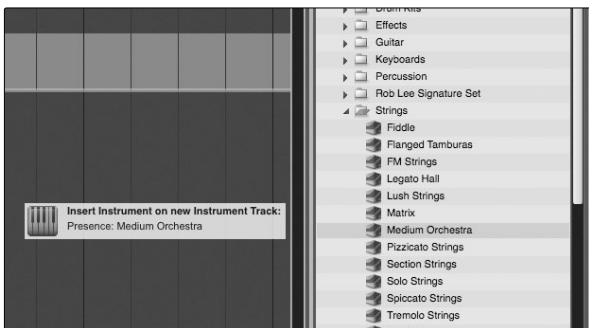 Drum Kits
Effects
Guitar
Keyboards
Percussion
Rob Lee Signature Set
Strings
Fiddle
Flanged Tamburas
FM Strings
Legato Hall
Lush Strings
Matrix
Medium Orchestra
Pizzicato Strings
Section Strings
Solo Strings
Spiccato Strings
Tremolo Strings
Insert Instrument on new Instrument Track:
Presence: Medium Orchestra